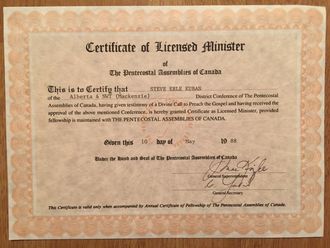 Certificate of Licensed Minister
of
The Pentecostal Assemblies of Canada
This is to Certify that STEVE ERLE KUBAN
of the Alberta & NWT (Mackenzie) District Conference of The Pentecostal
Assemblies of Canada, having given testimony of a Divine Call to Preach the Gospel and having received the
approval of the above mentioned Conference, is hereby granted Certificate as Licensed Minister, provided
fellowship is maintained with THE PENTECOSTAL ASSEMBLIES OF CANADA.
Given this 10 day of May 1988
Under the Hand and Seal of The Pentecostal Assemblies of Canada
General Superintendent
General Secretary
This Certificate is valid only when accompanied by Annual Certificate of Fellowship of The Pentecostal Assemblies of Canada.